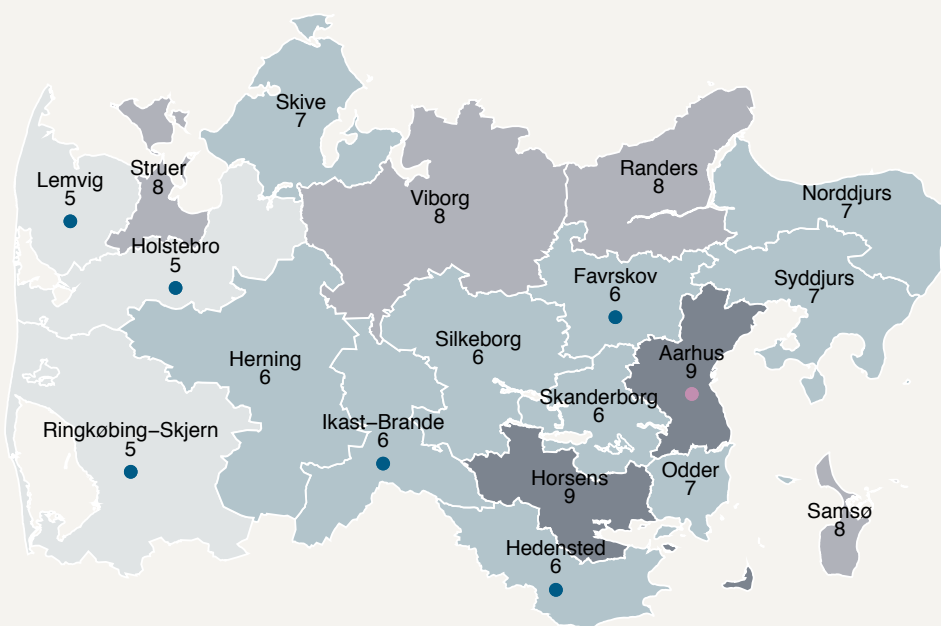 Skive
7
Struer
8
Lemvig
5
Randers
8
Viborg
8
Norddjurs
7
Holstebro
5
Favrskov
6
Syddjurs
7
Silkeborg
6
Herning
6
Aarhus
9
Skanderborg
6
Ikast–Brande
6
Ringkøbing–Skjern
5
Horsens
9
Odder
7
Samsø
8
Hedensted
6